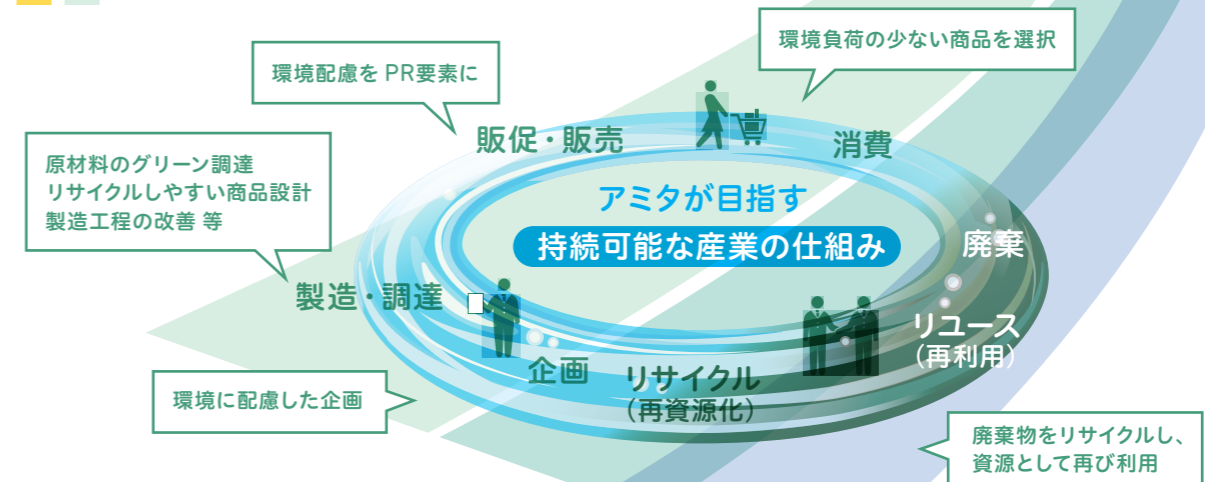 環境負荷の少ない商品を選択
環境配慮を PR要素に
販促・販売
消費
原材料のグリーン調達
リサイクルしやすい商品設計
製造工程の改善 等
アミタが目指す
持続可能な産業の仕組み
廃棄
製造・調達
リユース
(再利用)
企画
リサイクル
(再資源化)
環境に配慮した企画
廃棄物をリサイクルし、
資源として再び利用